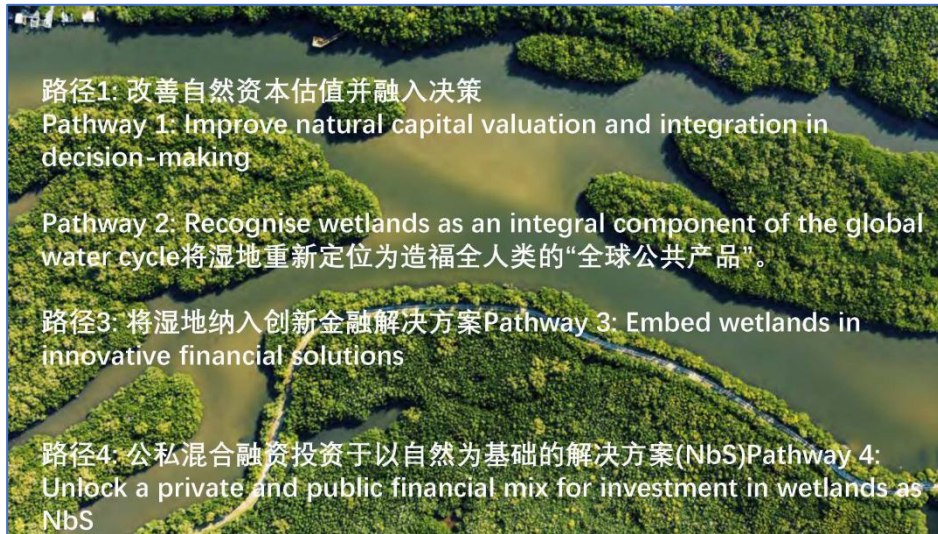 路径1: 改善自然资本估值并融入决策
Pathway 1: Improve natural capital valuation and integration in
decision-making
Pathway 2: Recognise wetlands as an integral component of the global
water cycle将湿地重新定位为造福全人类的“全球公共产品”。
路径3: 将湿地纳入创新金融解决方案Pathway 3: Embed wetlands in
innovative financial solutions
路径4: 公私混合融资投资于以自然为基础的解决方案(NbS)Pathway 4:
Unlock a private and public financial mix for investment in wetlands as
NbS